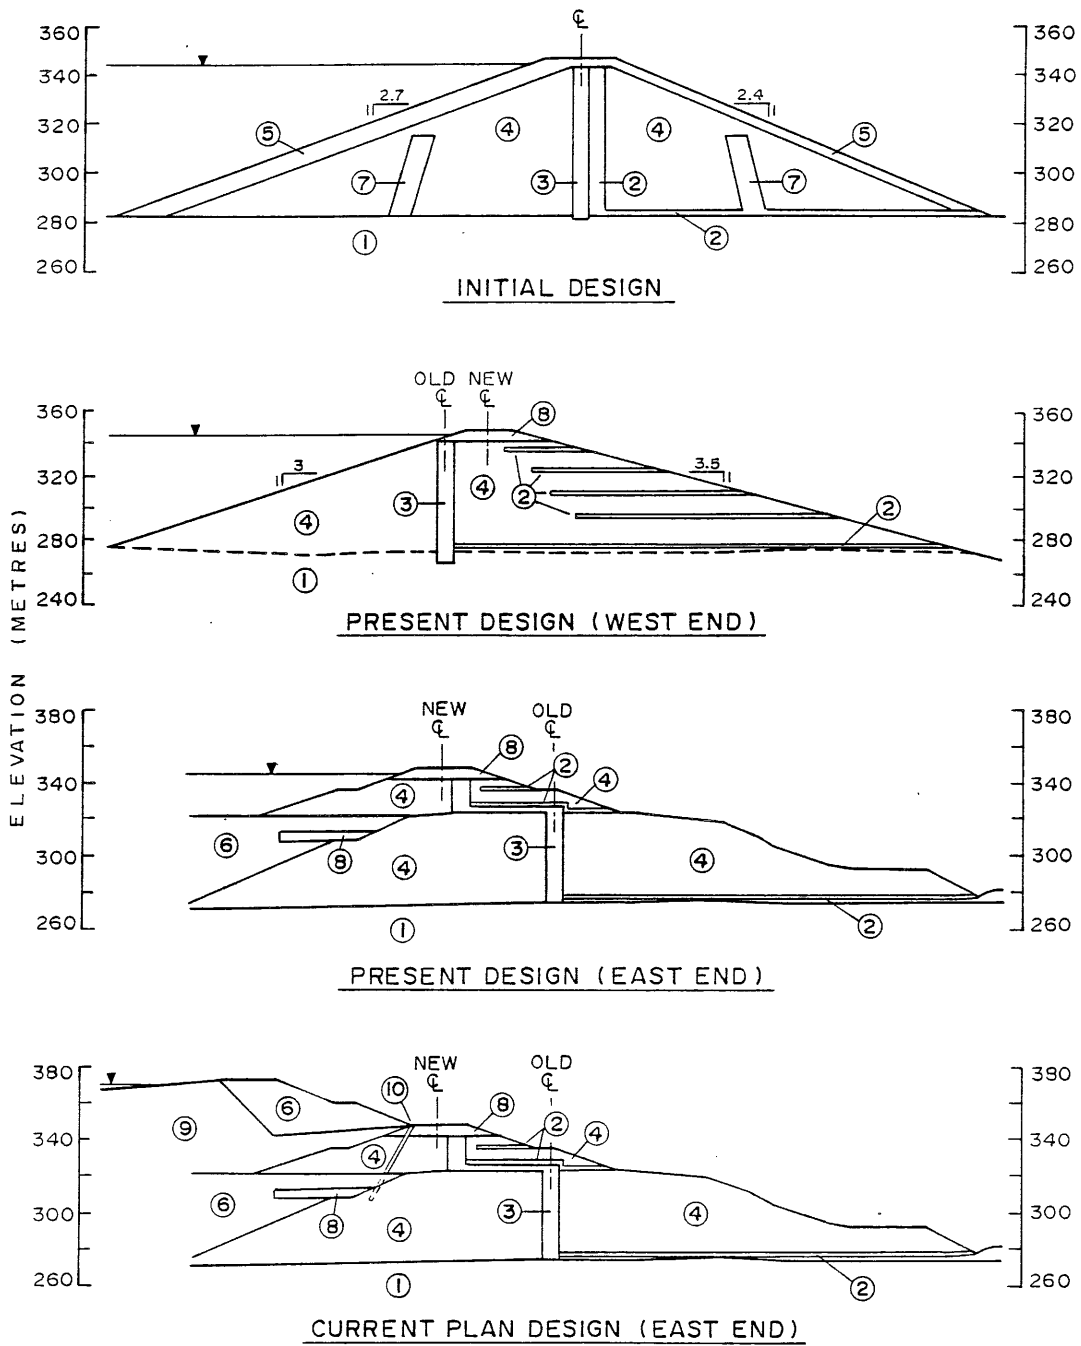 ℄
360 360
340 340
2.7 2.4
320 320
5 4 4 5
300 300
7 3 2 7
280 280
1 2
260 260
INITIAL DESIGN
OLD NEW
℄ ℄
360 8 360
3 3.5
320 4 320
3 2 2
4
280 280
1
240 240
PRESENT DESIGN (WEST END)
ELEVATION (METRES)
380 NEW OLD 380
℄ ℄
8 2
340 4 4 340
6 8 3
300 4 4 300
260 1 2 260
PRESENT DESIGN (EAST END)
NEW OLD
380 ℄ ℄ 380
6 10 8 2
9 4
340 4 340
6 3 4
300 8 4 300
260 1 2 260
CURRENT PLAN DESIGN (EAST END)